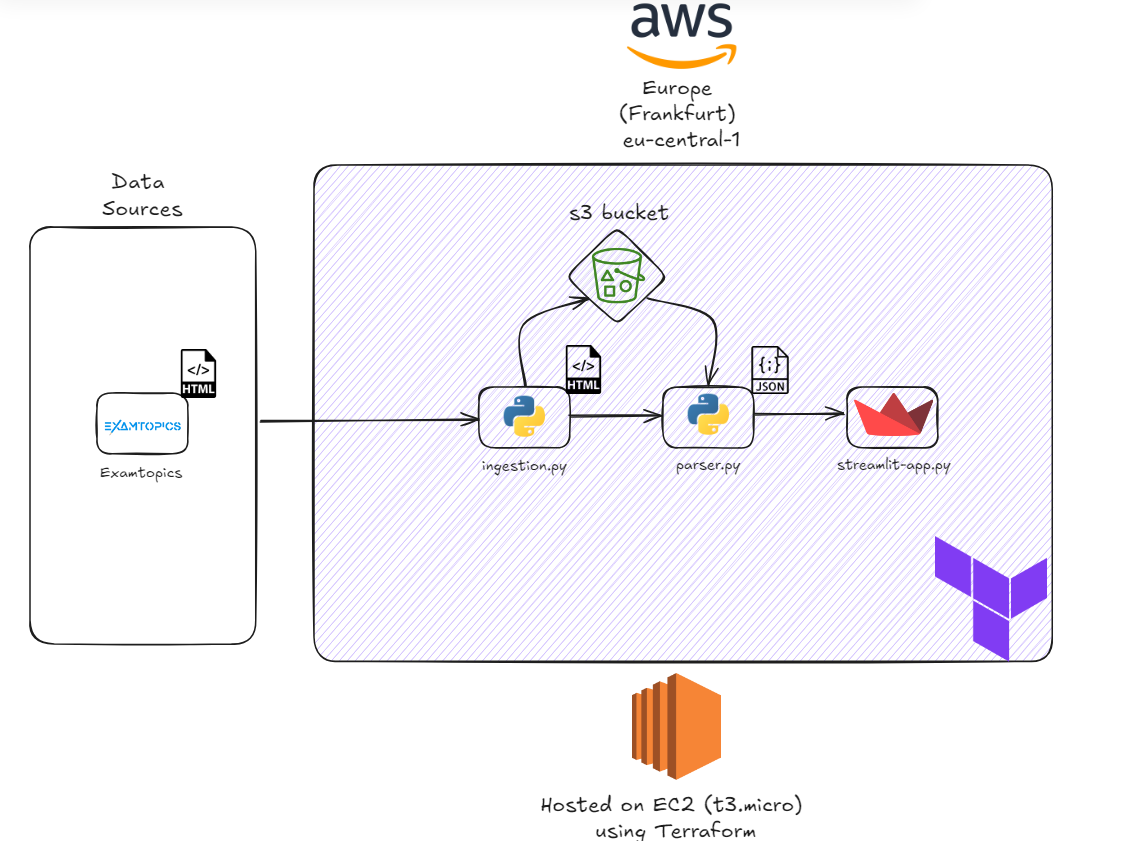 aws
Europe
(Frankfurt)
eu-central-1
Data
Sources
s3 bucket
</>
HTML
EXAMTOPICS
Examtopics
</>
HTML
{;}
JSON
ingestion.py
parser.py
streamlit-app.py
Hosted on EC2 (t3.micro)
using Terraform